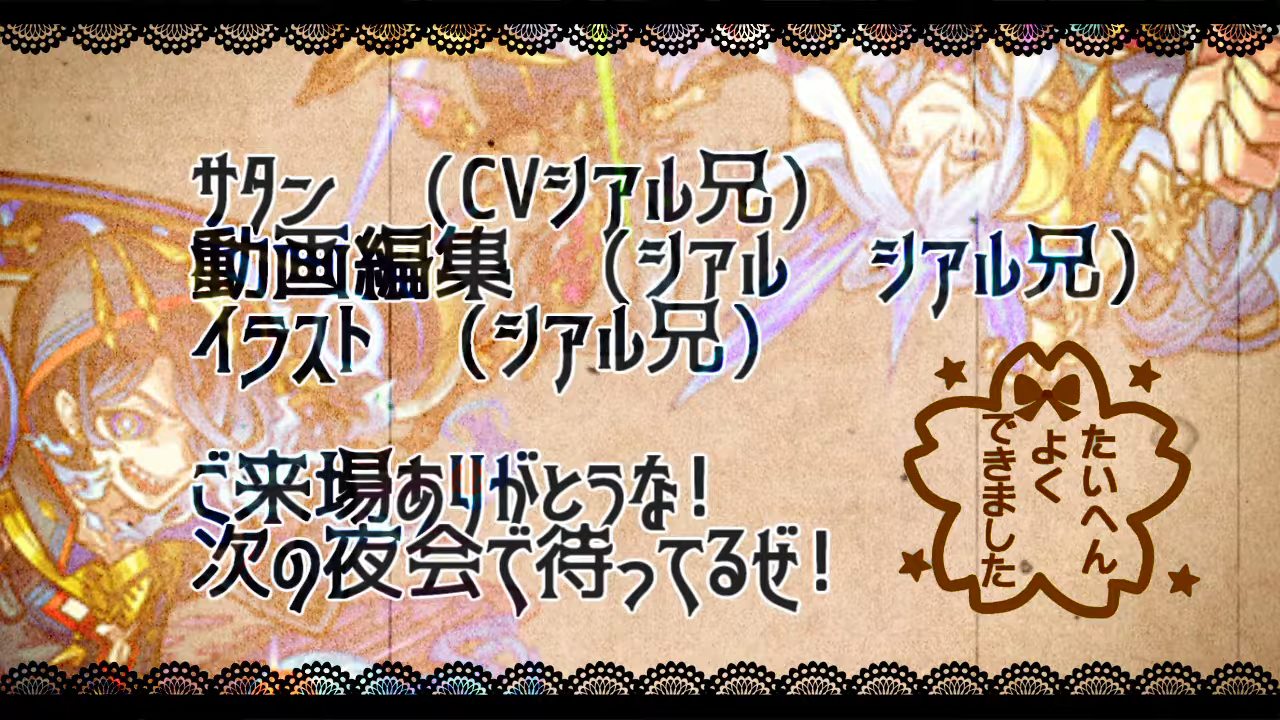 サタン　(CVシアル兄)
動画編集　(シアル　シアル兄)
イラスト　(シアル兄)
ご来場ありがとうな!
次の夜会で待ってるぜ!
たいへん
よく
できました